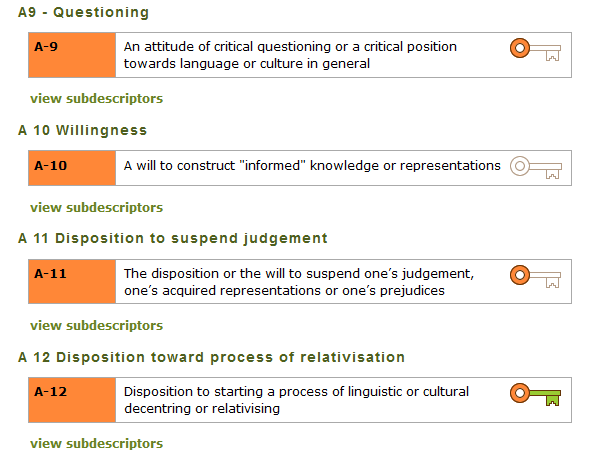 A9 - Questioning
A-9
An attitude of critical questioning or a critical position
towards language or culture in general
view subdescriptors
A 10 Willingness
A-10
A will to construct "informed" knowledge or representations
view subdescriptors
A 11 Disposition to suspend judgement
A-11
The disposition or the will to suspend one’s judgement,
one’s acquired representations or one’s prejudices
view subdescriptors
A 12 Disposition toward process of relativisation
A-12
Disposition to starting a process of linguistic or cultural
decentring or relativising
view subdescriptors